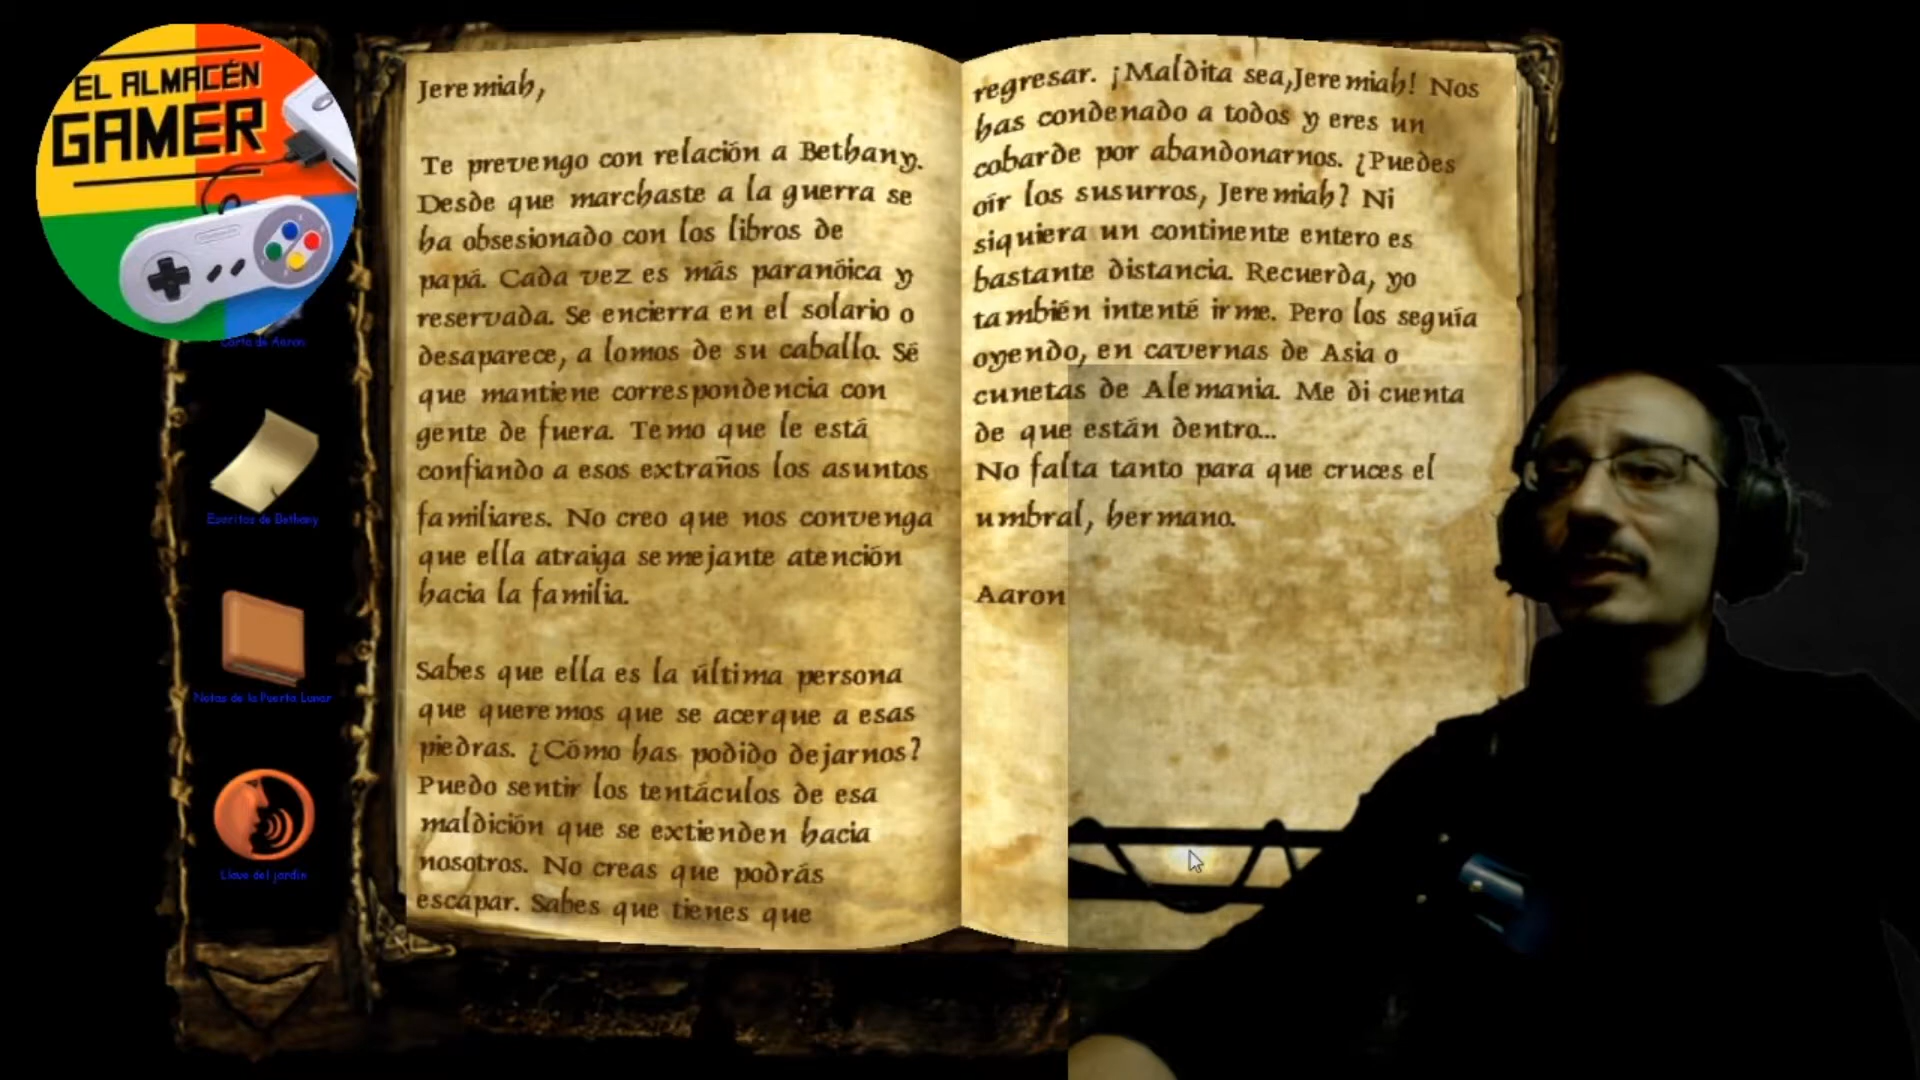 EL ALMACÉN
GAMER
Carta de Aaron
Escritos de Bethany
Notas de la Puerta Lunar
Llave del jardín
Jeremiah,
Te prevengo con relación a Bethany.
Desde que marchaste a la guerra se
ha obsesionado con los libros de
papá. Cada vez es más paranóica y
reservada. Se encierra en el solario o
desaparece, a lomos de su caballo. Sé
que mantiene correspondencia con
gente de fuera. Temo que le está
confiando a esos extraños los asuntos
familiares. No creo que nos convenga
que ella atraiga semejante atención
hacia la familia.
Sabes que ella es la última persona
que queremos que se acerque a esas
piedras. ¿Cómo has podido dejarnos?
Puedo sentir los tentáculos de esa
maldición que se extienden hacia
nosotros. No creas que podrás
escapar. Sabes que tienes que
regresar. ¡Maldita sea,Jeremiah! Nos
has condenado a todos y eres un
cobarde por abandonarnos. ¿Puedes
oír los susurros, Jeremiah? Ni
siquiera un continente entero es
bastante distancia. Recuerda, yo
también intenté irme. Pero los seguía
oyendo, en cavernas de Asia o
cunetas de Alemania. Me di cuenta
de que están dentro...
No falta tanto para que cruces el
umbral, hermano.
Aaron